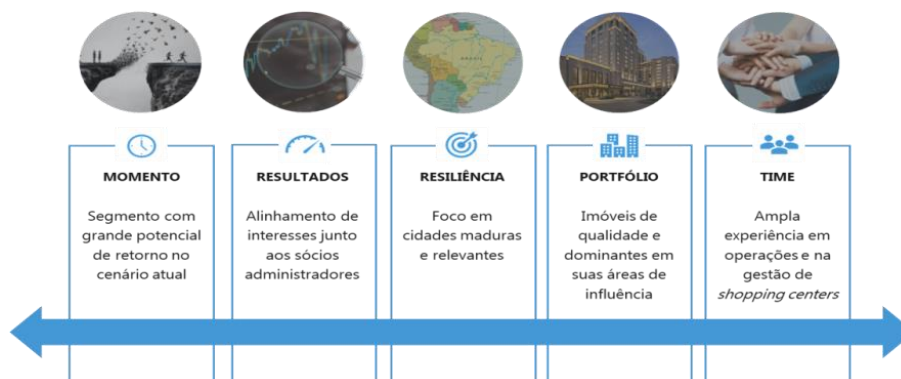 MOMENTO
Segmento com
grande potencial
de retorno no
cenário atual
RESULTADOS
Alinhamento de
interesses junto
aos sócios
administradores
RESILIÊNCIA
Foco em
cidades maduras
e relevantes
PORTFÓLIO
Imóveis de
qualidade e
dominantes em
suas áreas de
influência
TIME
Ampla
experiência em
operações e na
gestão de
shopping centers